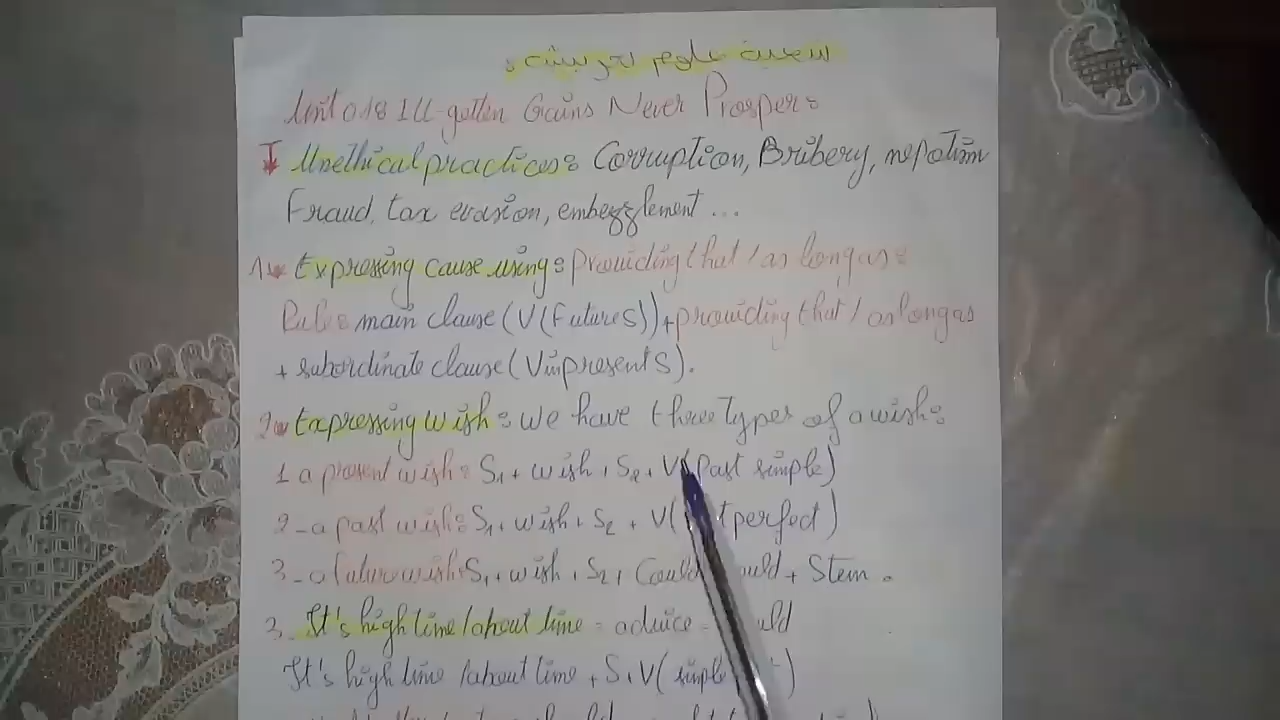 شعبة علوم تجريبية:
Unit 01: Ill-gotten Gains Never Prosper:
I Unethical practices: Corruption, Bribery, nepotism
Fraud, tax evasion, embezzlement ...
1- Expressing cause using: providing that / as long as:
Rule: main clause (V(future S)) + providing that / as long as
+ subordinate clause (V in present S).
2- Expressing wish: we have three types of a wish:
1 a present wish: S1 + wish + S2 + V(Past simple)
2 - a past wish: S1 + wish + S2 + V( perfect)
3 - a future wish: S1 + wish + S2 + Could + Stem.
3. It's high time / about time = advice =
It's high time / about time + S + V( simple )